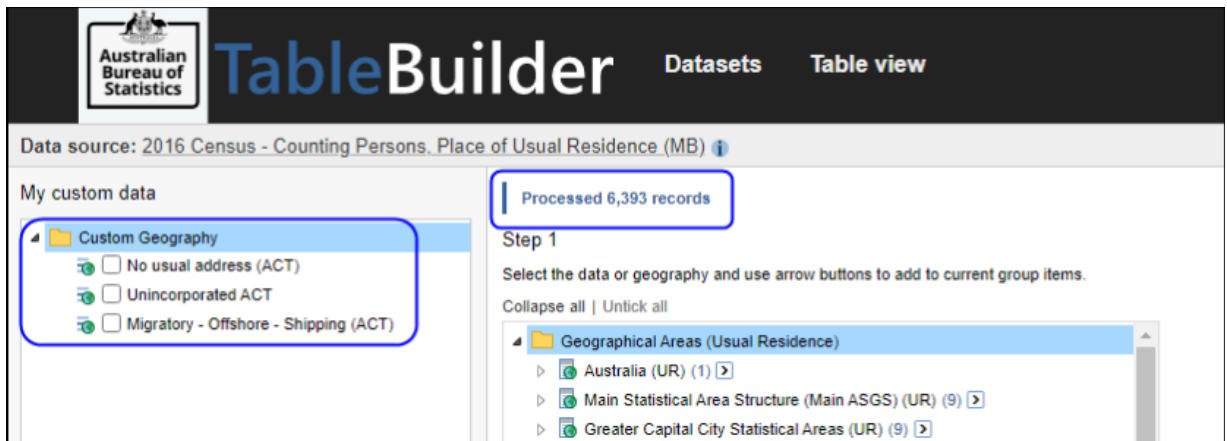 Australian
Bureau of
Statistics
TableBuilder
Datasets
Table view
Data source: 2016 Census - Counting Persons, Place of Usual Residence (MB)
My custom data
Custom Geography
No usual address (ACT)
Unincorporated ACT
Migratory - Offshore - Shipping (ACT)
Processed 6,393 records
Step 1
Select the data or geography and use arrow buttons to add to current group items.
Collapse all | Untick all
Geographical Areas (Usual Residence)
Australia (UR) (1)
Main Statistical Area Structure (Main ASGS) (UR) (9)
Greater Capital City Statistical Areas (UR) (9)